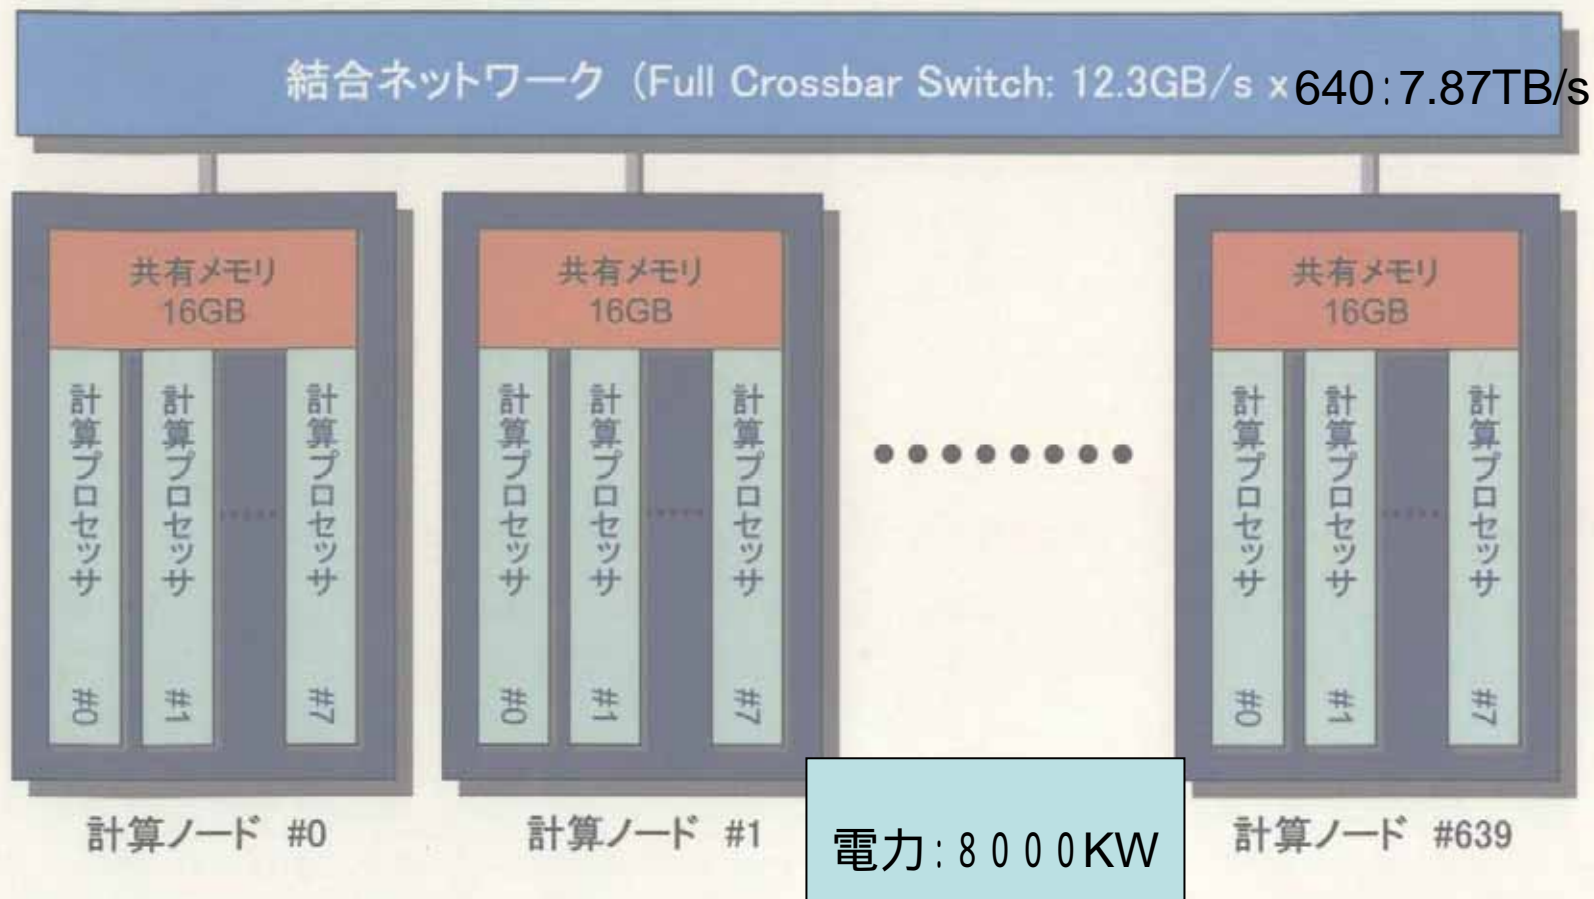 結合ネットワーク (Full Crossbar Switch: 12.3GB/s x640:7.87TB/s
共有メモリ
16GB
計算プロセッサ #0
計算プロセッサ #1
.....
計算プロセッサ #7
計算ノード #0
共有メモリ
16GB
計算プロセッサ #0
計算プロセッサ #1
.....
計算プロセッサ #7
計算ノード #1
共有メモリ
16GB
計算プロセッサ #0
計算プロセッサ #1
.....
計算プロセッサ #7
計算ノード #639
電力:8000KW